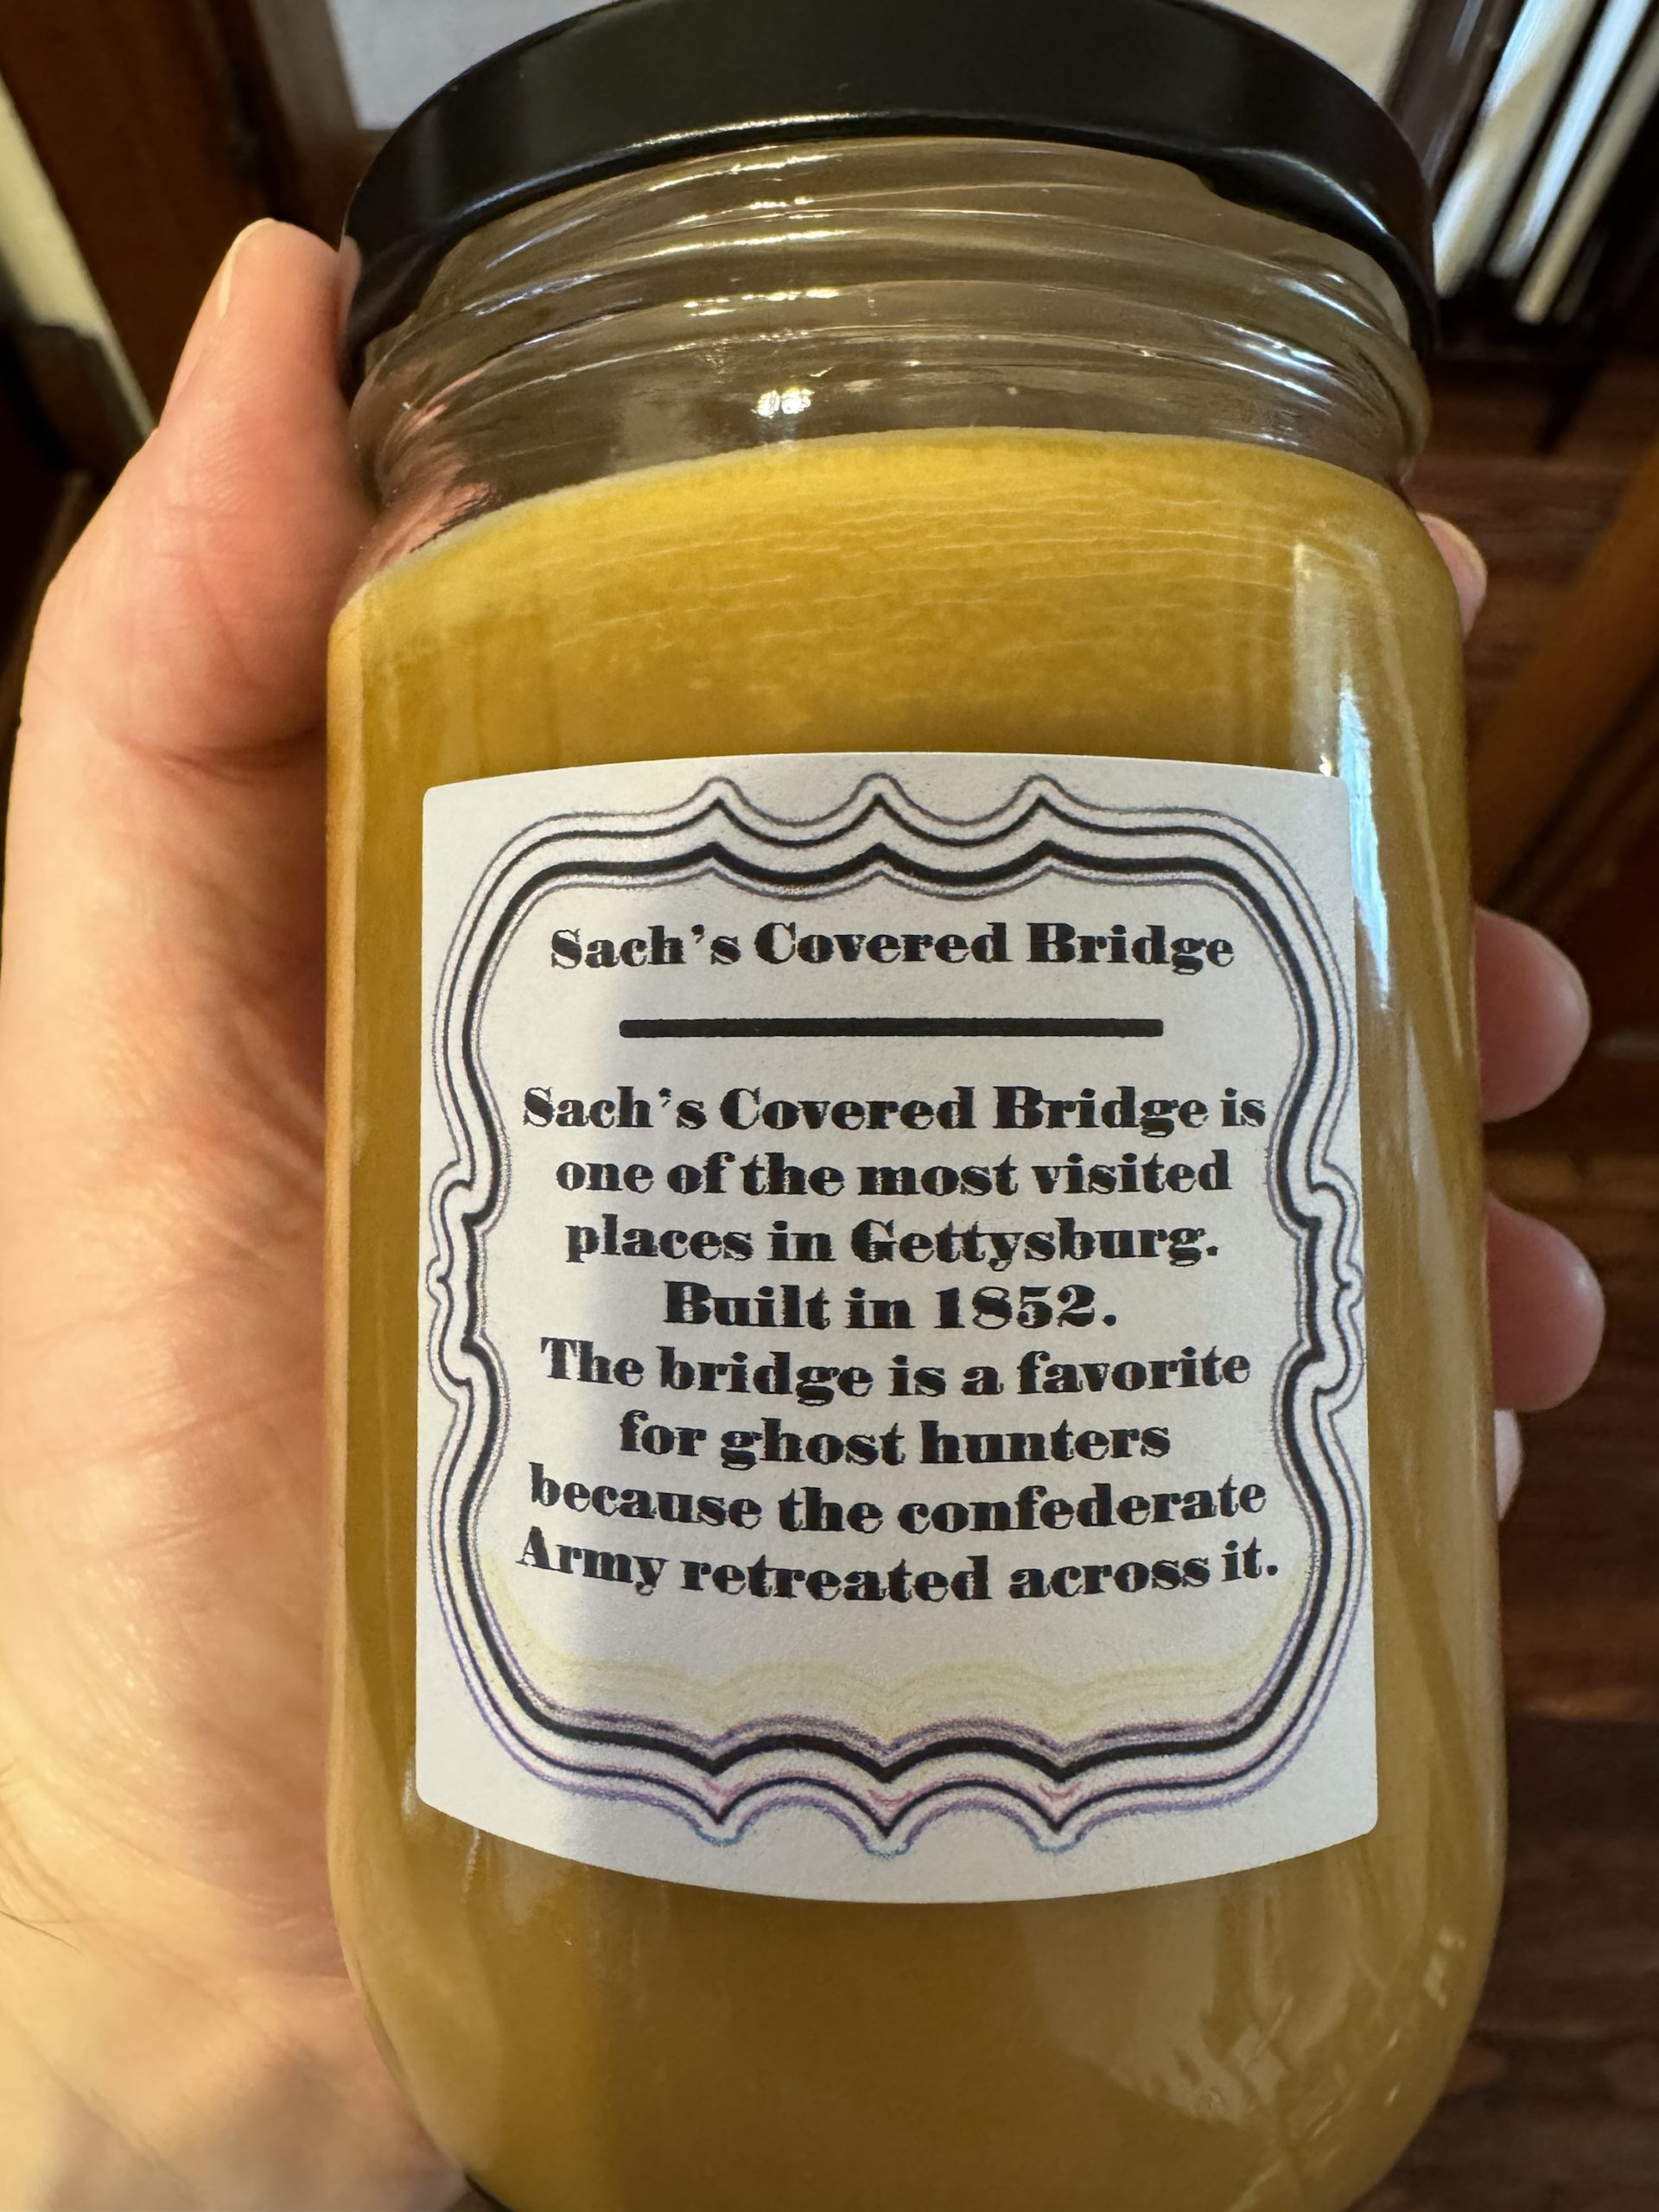 Sach's Covered Bridge
Sach's Covered Bridge is
one of the most visited
places in Gettysburg.
Built in 1852.
The bridge is a favorite
for ghost hunters
because the confederate
Army retreated across it.